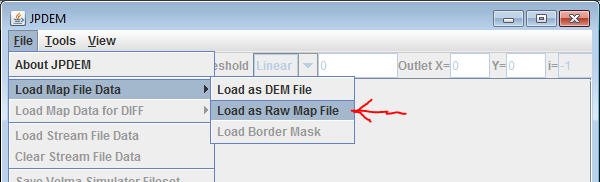 JPDEM
File Tools View
About JPDEM
eshold Linear 0 Outlet X= 0 Y= 0 i= -1
Load Map File Data
Load as DEM File
Load Map Data for DIFF
Load as Raw Map File
Load Border Mask
Load Stream File Data
Clear Stream File Data
Save Velma Simulator Fileset